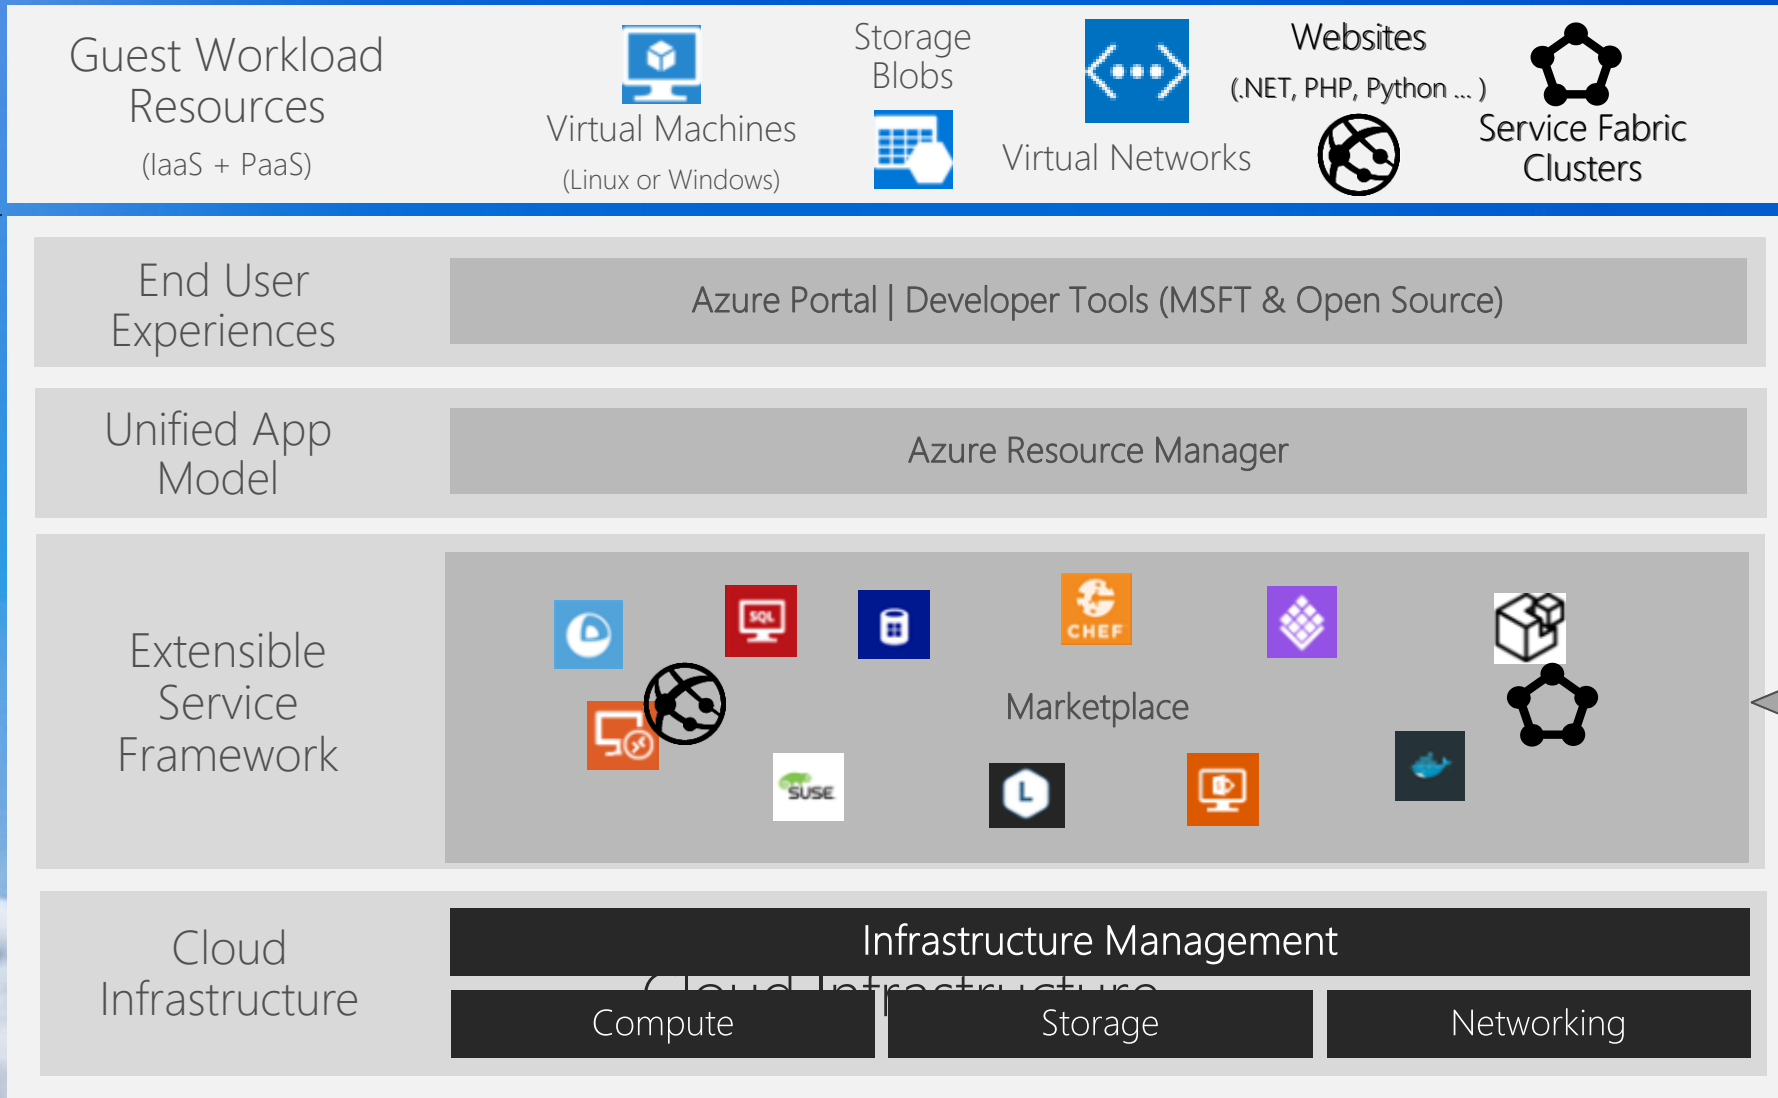 Guest Workload
Resources
(IaaS + PaaS)
Virtual Machines
(Linux or Windows)
Storage
Blobs
Virtual Networks
Websites
(.NET, PHP, Python ... )
Service Fabric
Clusters
End User
Experiences
Azure Portal | Developer Tools (MSFT & Open Source)
Unified App
Model
Azure Resource Manager
Extensible
Service
Framework
SQL
CHEF
Marketplace
SUSE
L
S
Cloud
Infrastructure
Infrastructure Management
Cloud Infrastructure
Compute
Storage
Networking